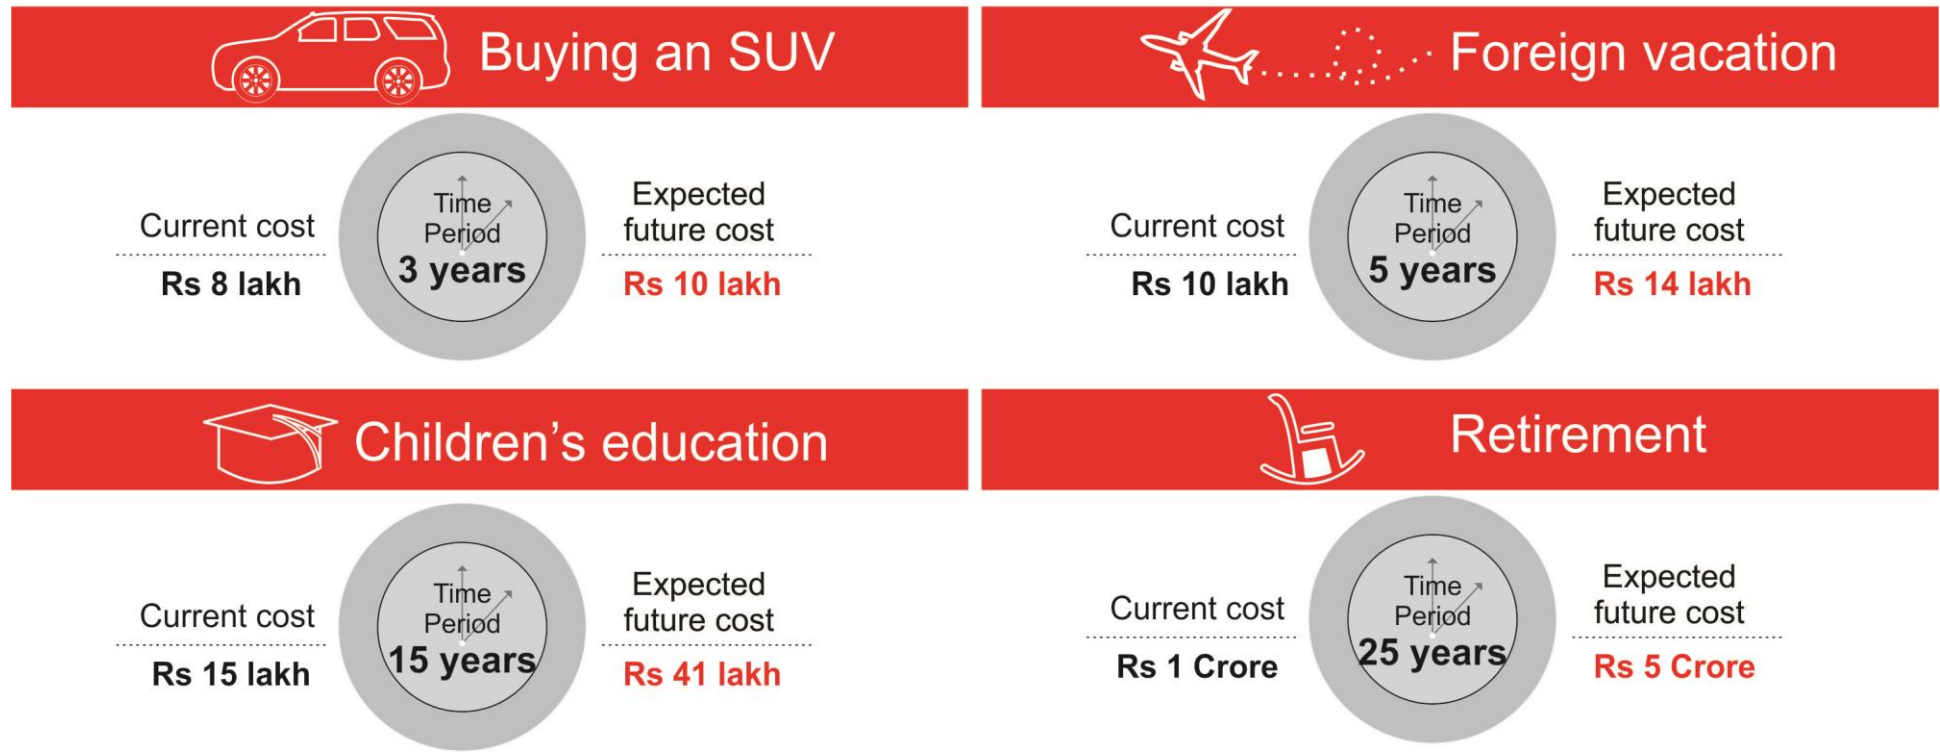 Buying an SUV
Current cost
Rs 8 lakh
Time
Period
3 years
Expected
future cost
Rs 10 lakh
Foreign vacation
Current cost
Rs 10 lakh
Time
Period
5 years
Expected
future cost
Rs 14 lakh
Children’s education
Current cost
Rs 15 lakh
Time
Period
15 years
Expected
future cost
Rs 41 lakh
Retirement
Current cost
Rs 1 Crore
Time
Period
25 years
Expected
future cost
Rs 5 Crore